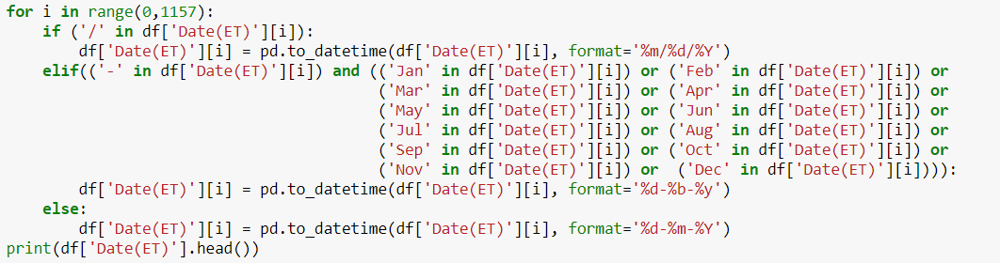 for i in range(0,1157):
    if ('/' in df['Date(ET)'][i]):
        df['Date(ET)'][i] = pd.to_datetime(df['Date(ET)'][i], format='%m/%d/%Y')
    elif(('-' in df['Date(ET)'][i]) and (('Jan' in df['Date(ET)'][i]) or ('Feb' in df['Date(ET)'][i]) or
                                         ('Mar' in df['Date(ET)'][i]) or ('Apr' in df['Date(ET)'][i]) or
                                         ('May' in df['Date(ET)'][i]) or ('Jun' in df['Date(ET)'][i]) or
                                         ('Jul' in df['Date(ET)'][i]) or ('Aug' in df['Date(ET)'][i]) or
                                         ('Sep' in df['Date(ET)'][i]) or ('Oct' in df['Date(ET)'][i]) or
                                         ('Nov' in df['Date(ET)'][i]) or  ('Dec' in df['Date(ET)'][i]))):
        df['Date(ET)'][i] = pd.to_datetime(df['Date(ET)'][i], format='%d-%b-%y')
    else:
        df['Date(ET)'][i] = pd.to_datetime(df['Date(ET)'][i], format='%d-%m-%Y')
print(df['Date(ET)'].head())